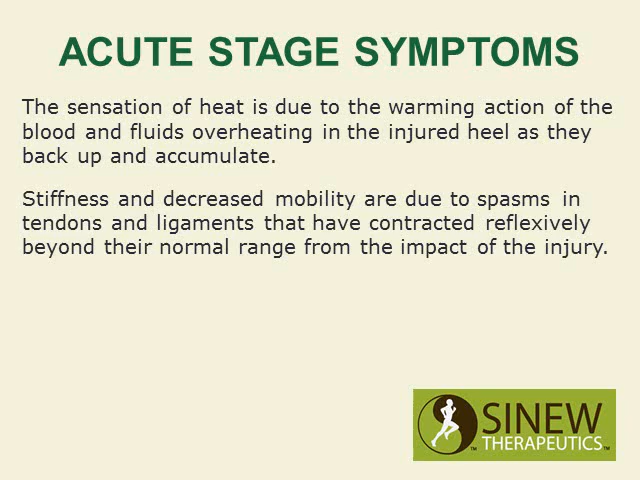 ACUTE STAGE SYMPTOMS
The sensation of heat is due to the warming action of the
blood and fluids overheating in the injured heel as they
back up and accumulate.
Stiffness and decreased mobility are due to spasms in
tendons and ligaments that have contracted reflexively
beyond their normal range from the impact of the injury.
SINEW
THERAPEUTICS™
™